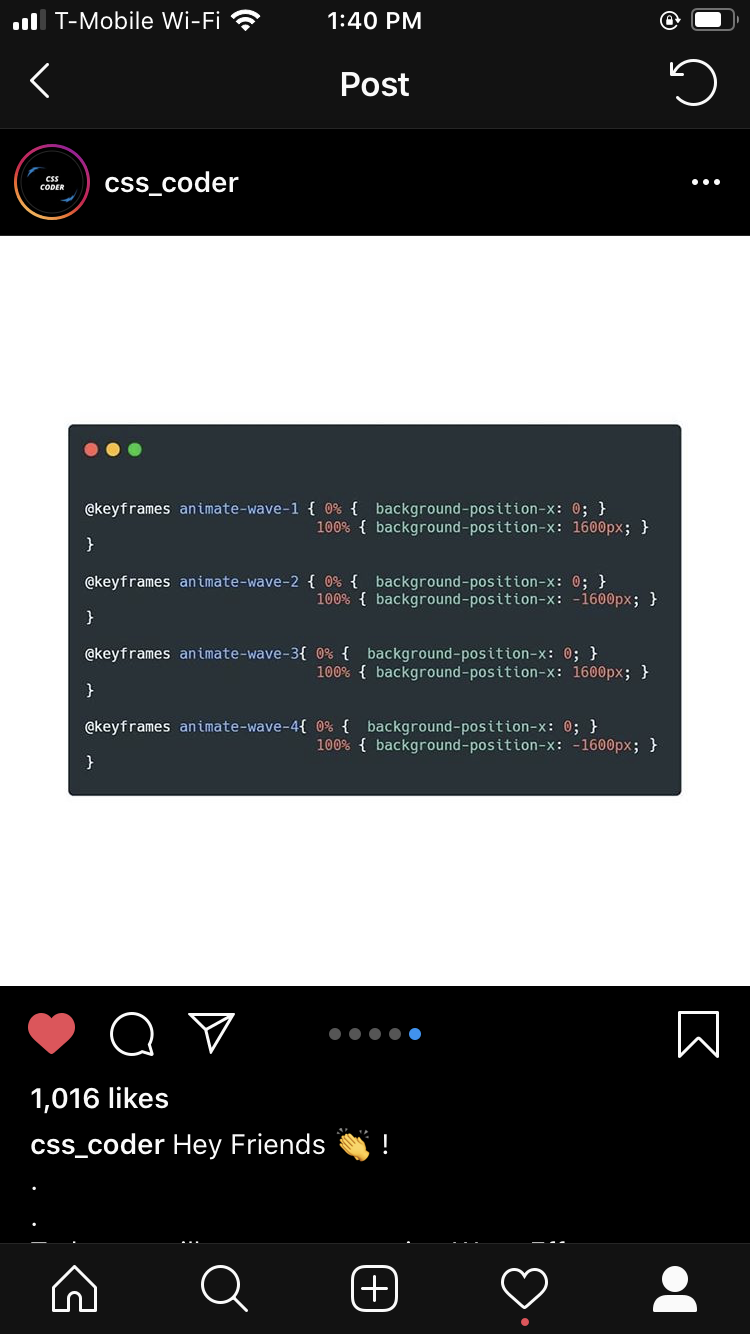 T-Mobile Wi-Fi 1:40 PM
Post
CSS
CODER
css_coder
@keyframes animate-wave-1 { 0% {  background-position-x: 0; }
100% { background-position-x: 1600px; }
}
@keyframes animate-wave-2 { 0% {  background-position-x: 0; }
100% { background-position-x: -1600px; }
}
@keyframes animate-wave-3{ 0% {  background-position-x: 0; }
100% { background-position-x: 1600px; }
}
@keyframes animate-wave-4{ 0% {  background-position-x: 0; }
100% { background-position-x: -1600px; }
}
1,016 likes
css_coder Hey Friends 👏 !
.
.